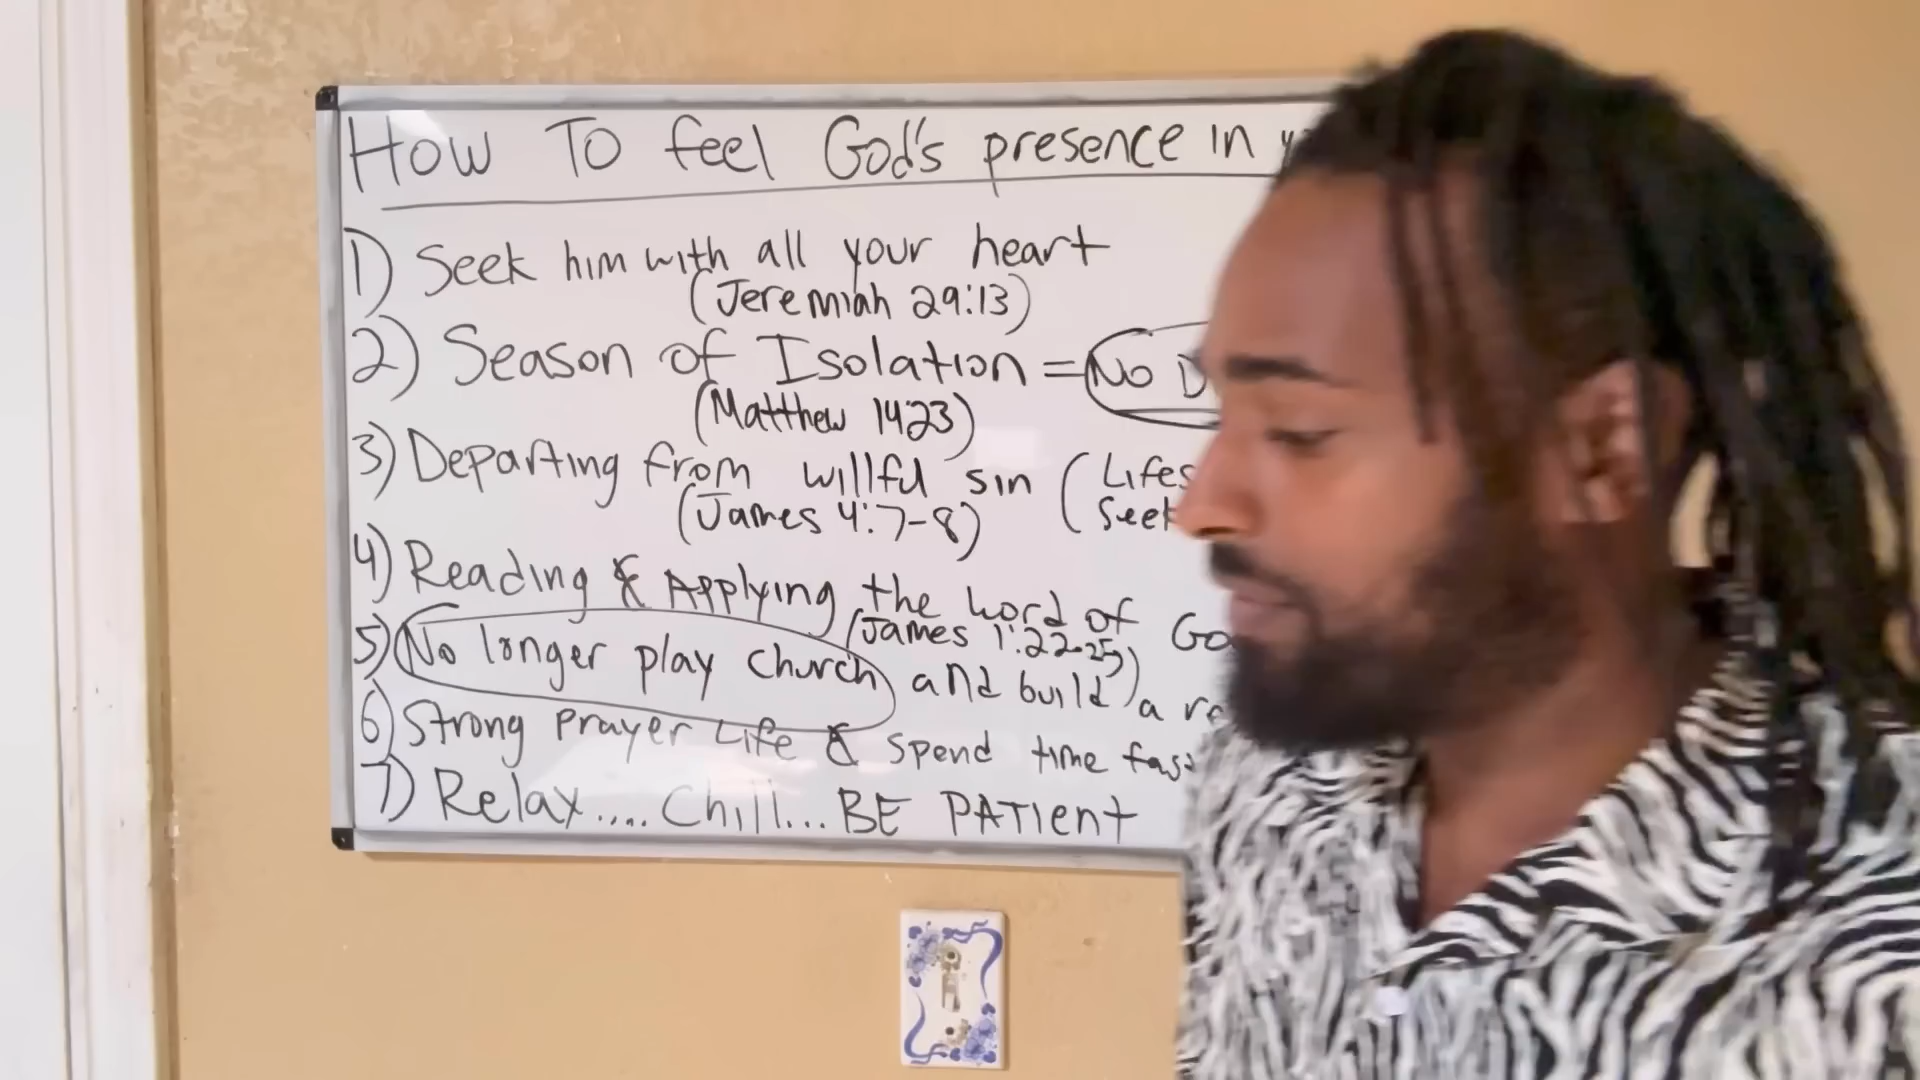 How To feel God's presence in
1) Seek him with all your heart
(Jeremiah 29:13)
2) Season of Isolation = No D
(Matthew 14:23)
3) Departing from willful sin (Lifes
(James 4:7-8) Seek
4) Reading & Applying the word of Go
(James 1:22-25)
5) No longer play church and build a re
6) Strong prayer Life & spend time fast
7) Relax.... Chill... BE PATIENT